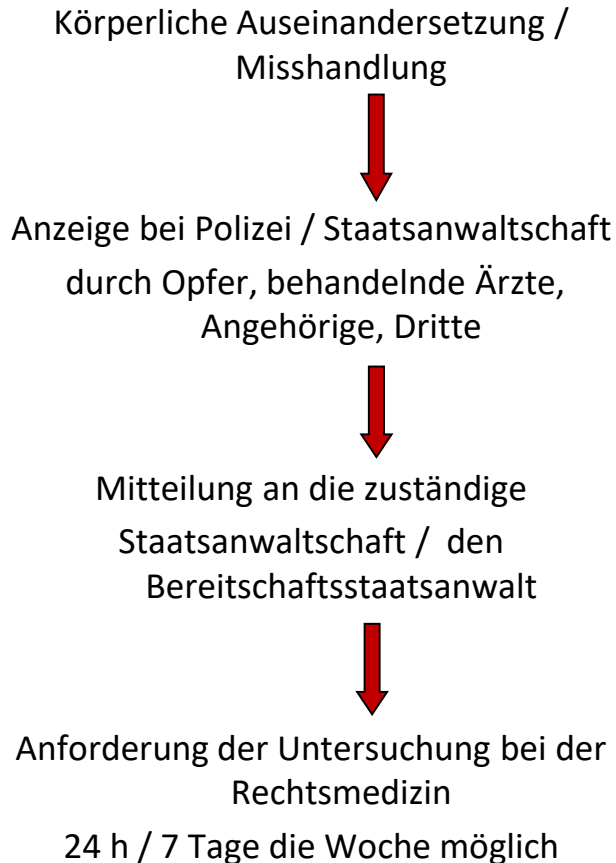 Körperliche Auseinandersetzung /
Misshandlung
Anzeige bei Polizei / Staatsanwaltschaft
durch Opfer, behandelnde Ärzte,
Angehörige, Dritte
Mitteilung an die zuständige
Staatsanwaltschaft / den
Bereitschaftsstaatsanwalt
Anforderung der Untersuchung bei der
Rechtsmedizin
24 h / 7 Tage die Woche möglich